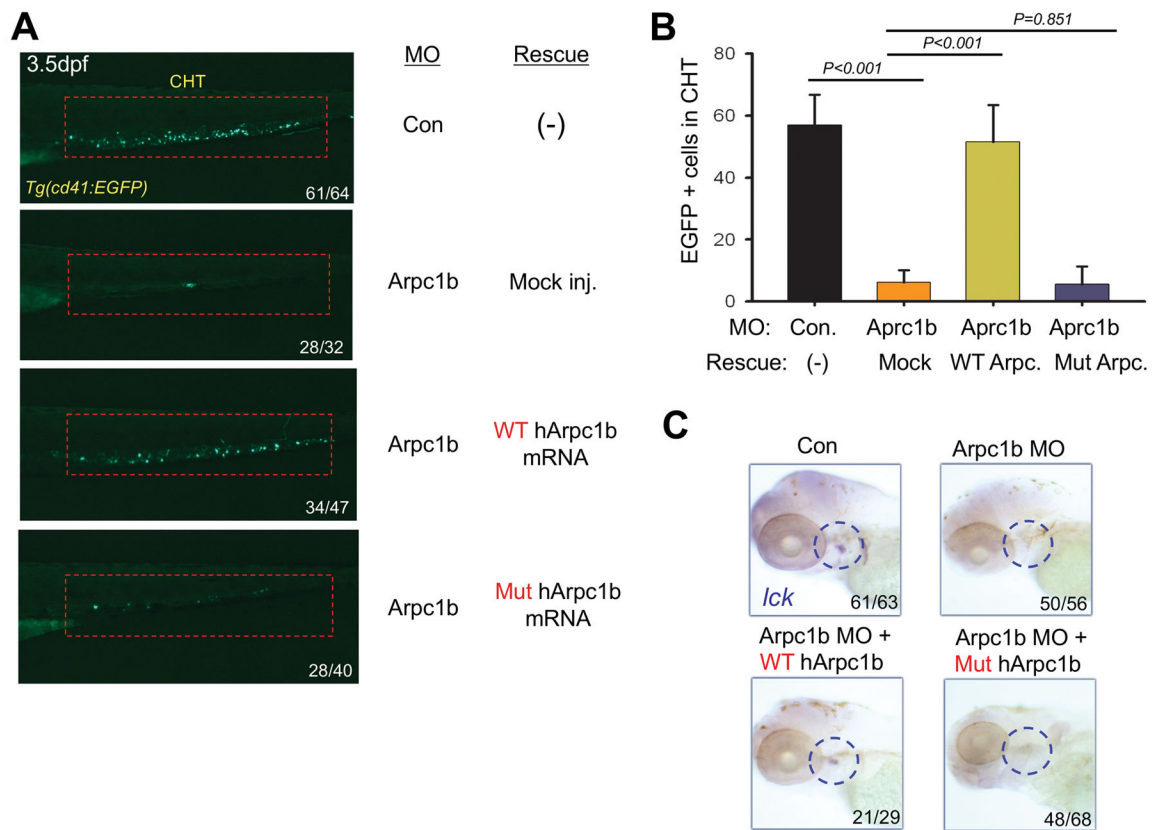 A
3.5dpf
CHT
Tg(cd41:EGFP)
61/64
MO
Rescue
Con
(-)
28/32
Arpc1b
Mock inj.
34/47
Arpc1b
WT hArpc1b
mRNA
28/40
Arpc1b
Mut hArpc1b
mRNA
B
P=0.851
P<0.001
P<0.001
EGFP + cells in CHT
80
60
40
20
0
MO: Con. Aprc1b Aprc1b Aprc1b
Rescue: (-) Mock WT Arpc. Mut Arpc.
C
Con
Arpc1b MO
lck
61/63
50/56
Arpc1b MO +
WT hArpc1b
Arpc1b MO +
Mut hArpc1b
21/29
48/68